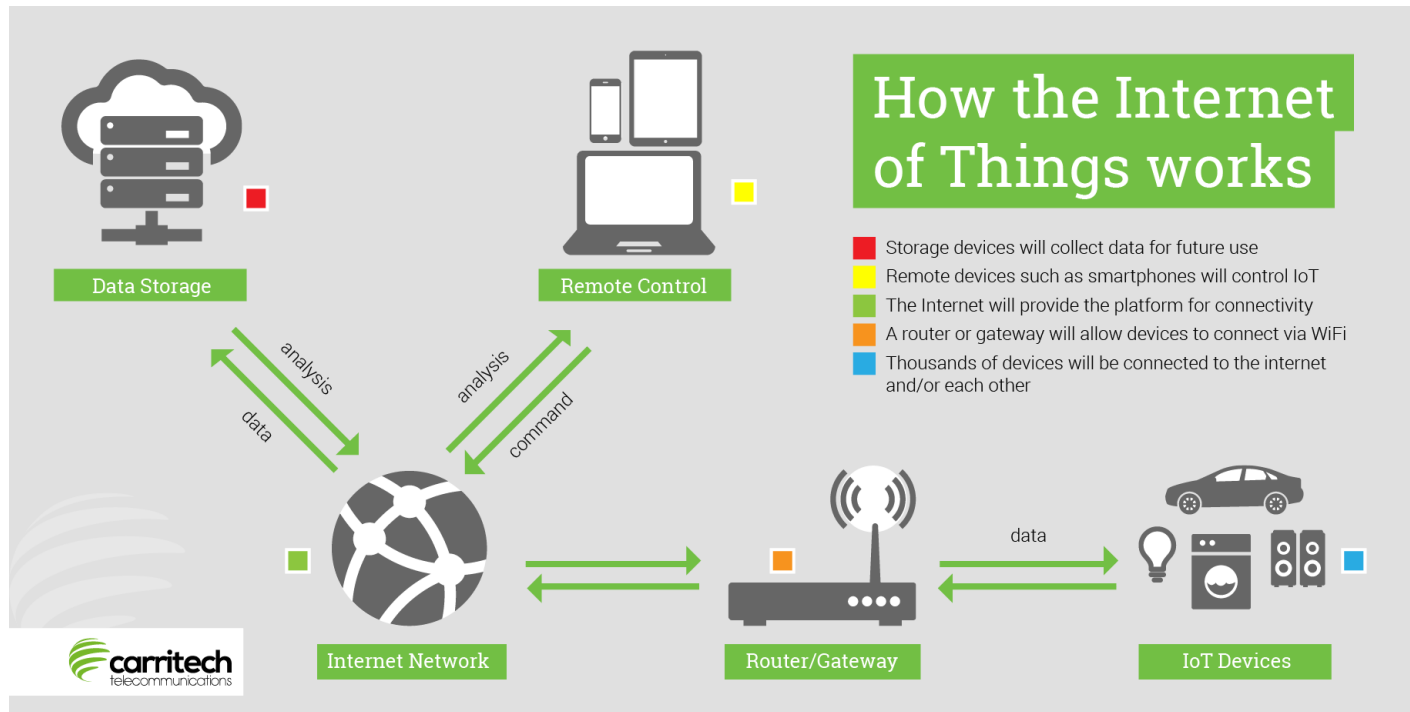 How the Internet
of Things works
Storage devices will collect data for future use
Remote devices such as smartphones will control IoT
The Internet will provide the platform for connectivity
A router or gateway will allow devices to connect via WiFi
Thousands of devices will be connected to the internet
and/or each other
Data Storage
Remote Control
analysis
data
analysis
command
data
Internet Network
Router/Gateway
IoT Devices
carritech
telecommunications